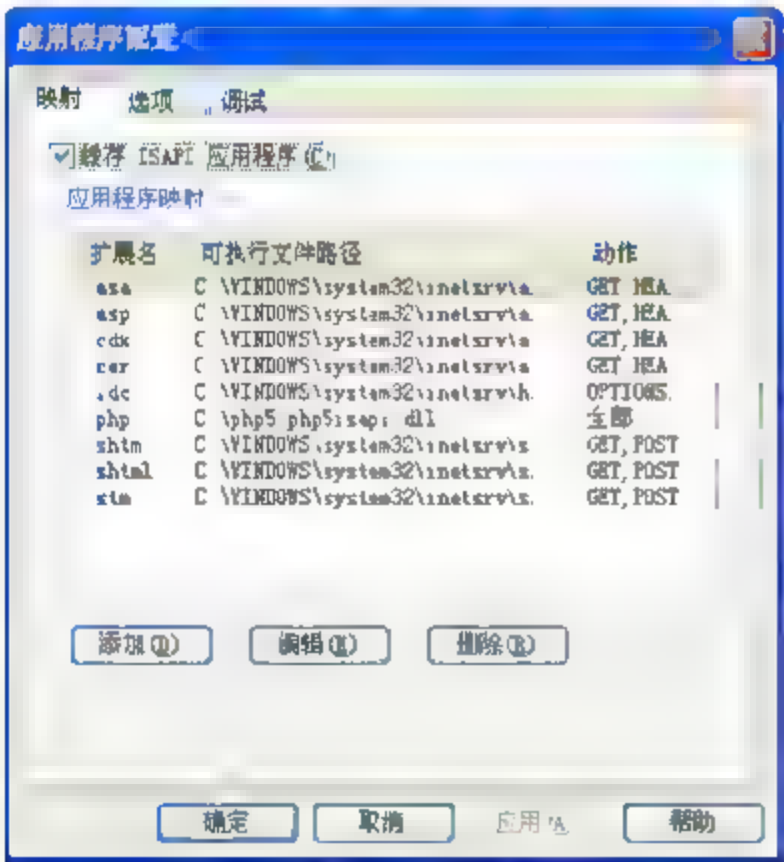 应用程序配置
映射 选项 调试
缓存 ISAPI 应用程序(C)
应用程序映射
扩展名 可执行文件路径 动作
asa C \WINDOWS\system32\inetsrv\a. GET HEA
asp C \WINDOWS\system32\inetsrv\a. GET, HEA.
cdx C \WINDOWS\system32\inetsrv\a GET, HEA
cer C \WINDOWS\system32\inetsrv\a GET HEA
.dc C \WINDOWS\system32\inetsrv\h. OPTIONS.
php C \php5 php5isapi dll 全部
shtm C \WINDOWS\system32\inetsrv\s GET, POST
shtml C \WINDOWS\system32\inetsrv\s. GET, POST
stm C \WINDOWS\system32\inetsrv\s. GET, POST
添加(D) 编辑(E) 删除(R)
确定 取消 应用(A) 帮助